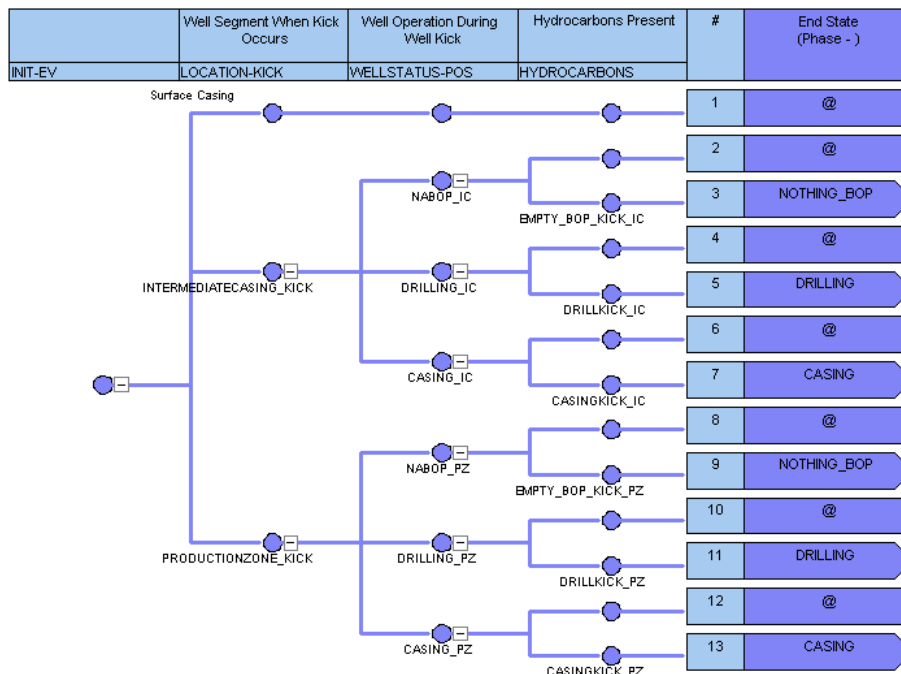 Well Segment When Kick Occurs
Well Operation During Well Kick
Hydrocarbons Present
#
End State
(Phase - )
INIT-EV
LOCATION-KICK
WELLSTATUS-POS
HYDROCARBONS
Surface Casing
1
@
2
@
NABOP_IC
3
NOTHING_BOP
EMPTY_BOP_KICK_IC
4
@
INTERMEDIATECASING_KICK
DRILLING_IC
5
DRILLING
DRILLKICK_IC
6
@
CASING_IC
7
CASING
CASINGKICK_IC
8
@
NABOP_PZ
9
NOTHING_BOP
EMPTY_BOP_KICK_PZ
10
@
PRODUCTIONZONE_KICK
DRILLING_PZ
11
DRILLING
DRILLKICK_PZ
12
@
CASING_PZ
13
CASING
CASINGKICK_PZ